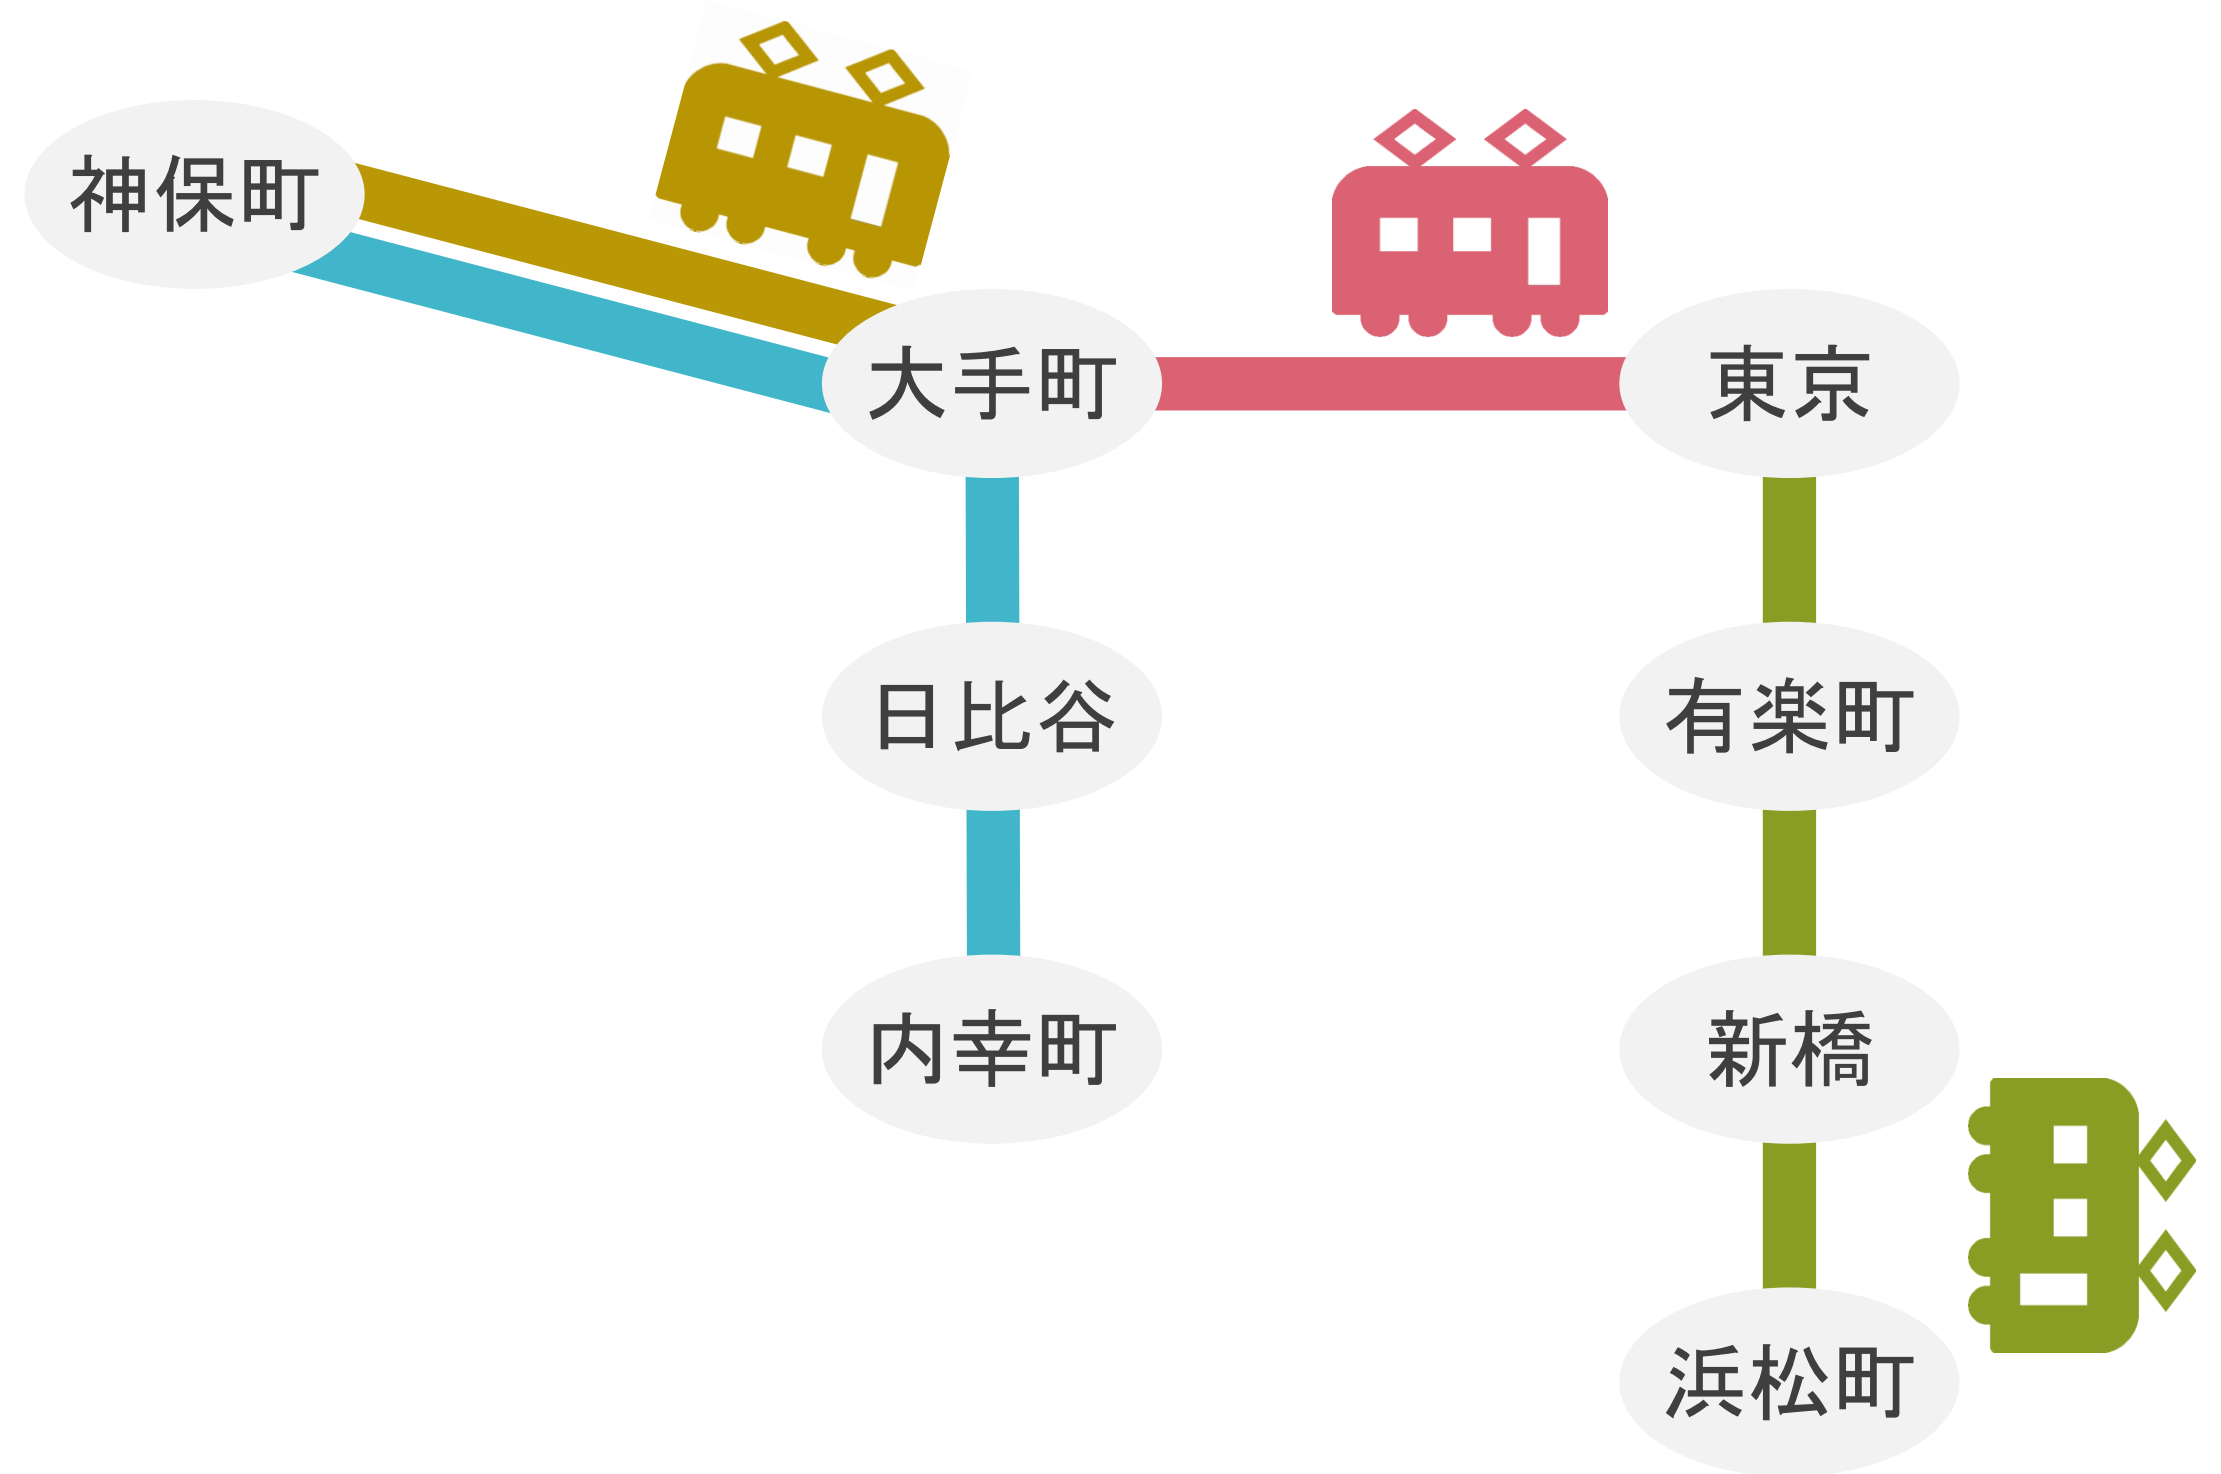 神保町
大手町
東京
日比谷
有楽町
内幸町
新橋
浜松町